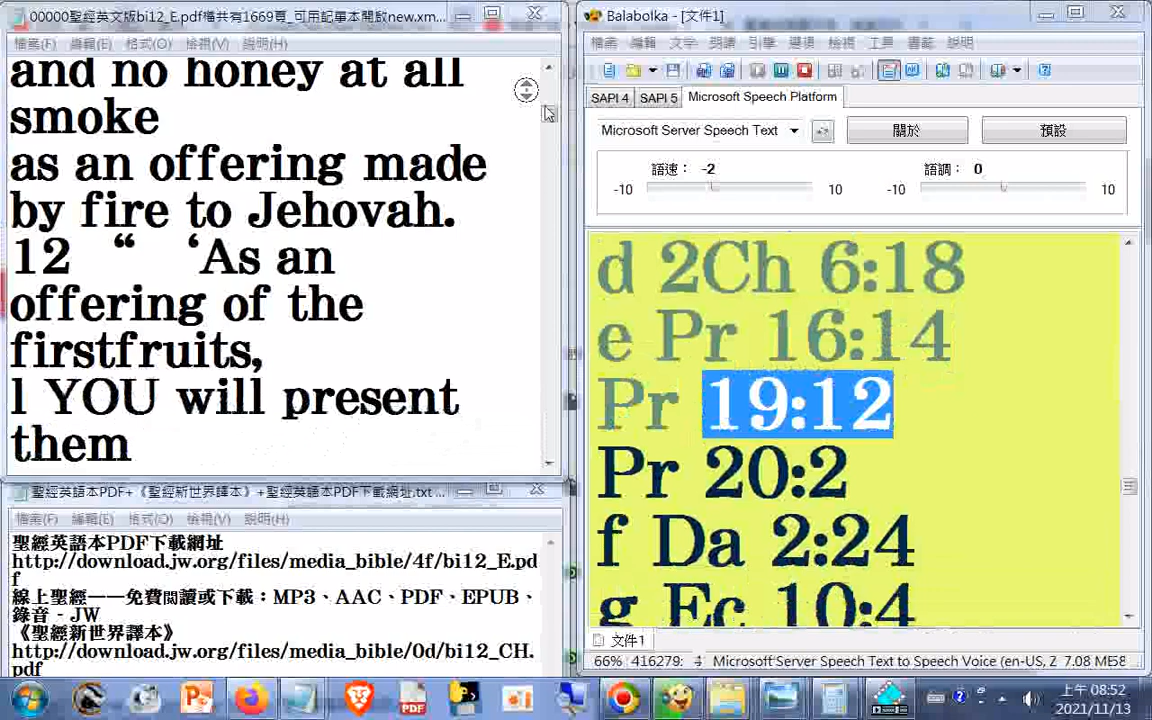 00000聖經英文版bi12_E.pdf檔共有1669頁_可用記事本開啟new.xm...
檔案(F) 編輯(E) 格式(O) 檢視(V) 說明(H)
and no honey at all
smoke
as an offering made
by fire to Jehovah.
12 “ ‘As an
offering of the
firstfruits,
l YOU will present
them
聖經英語本PDF+《聖經新世界譯本》+聖經英語本PDF下載網址.txt ...
檔案(F) 編輯(E) 格式(O) 檢視(V) 說明(H)
聖經英語本PDF下載網址
http://download.jw.org/files/media_bible/4f/bi12_E.pd
f
線上聖經──免費閱讀或下載：MP3、AAC、PDF、EPUB、
錄音 - JW
《聖經新世界譯本》
http://download.jw.org/files/media_bible/0d/bi12_CH.
pdf
Balabolka - [文件1]
檔案 編輯 文字 朗讀 引擎 選項 檢視 工具 書籤 說明
SAPI 4 SAPI 5 Microsoft Speech Platform
Microsoft Server Speech Text 關於 預設
語速： -2 語調： 0
-10 10 -10 10
d 2Ch 6:18
e Pr 16:14
Pr 19:12
Pr 20:2
f Da 2:24
g Ec 10:4
文件1
66% 416279: 4 Microsoft Server Speech Text to Speech Voice (en-US, Z 7.08 МБ
PDF
上午 08:52
2021/11/13